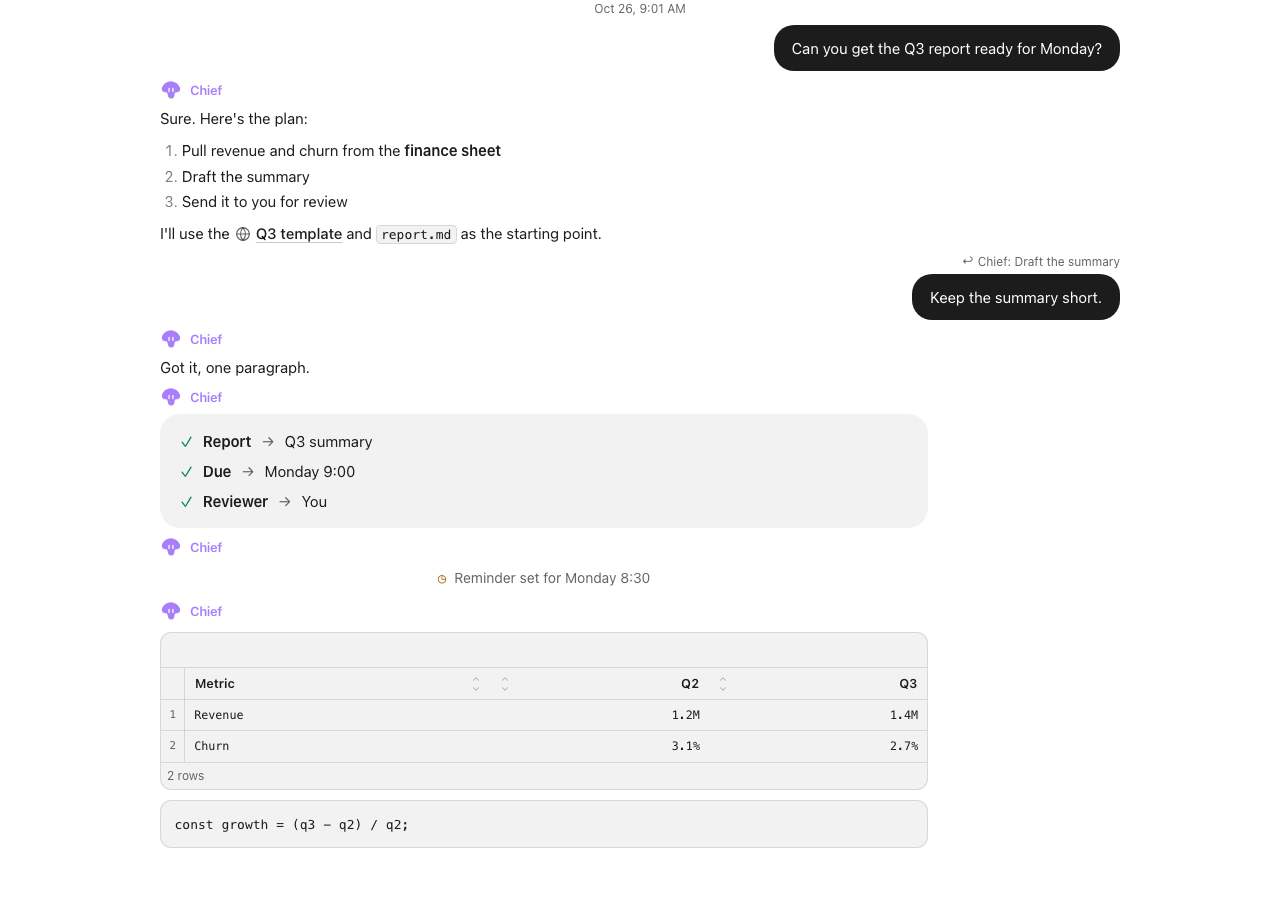 Oct 26, 9:01 AM
Can you get the Q3 report ready for Monday?
Chief
Sure. Here's the plan:
1. Pull revenue and churn from the finance sheet
2. Draft the summary
3. Send it to you for review
I'll use the Q3 template and report.md as the starting point.
↩ Chief: Draft the summary
Keep the summary short.
Chief
Got it, one paragraph.
Chief
✓ Report → Q3 summary
✓ Due → Monday 9:00
✓ Reviewer → You
Chief
Reminder set for Monday 8:30
Chief
Metric Q2 Q3
1 Revenue 1.2M 1.4M
2 Churn 3.1% 2.7%
2 rows
const growth = (q3 − q2) / q2;